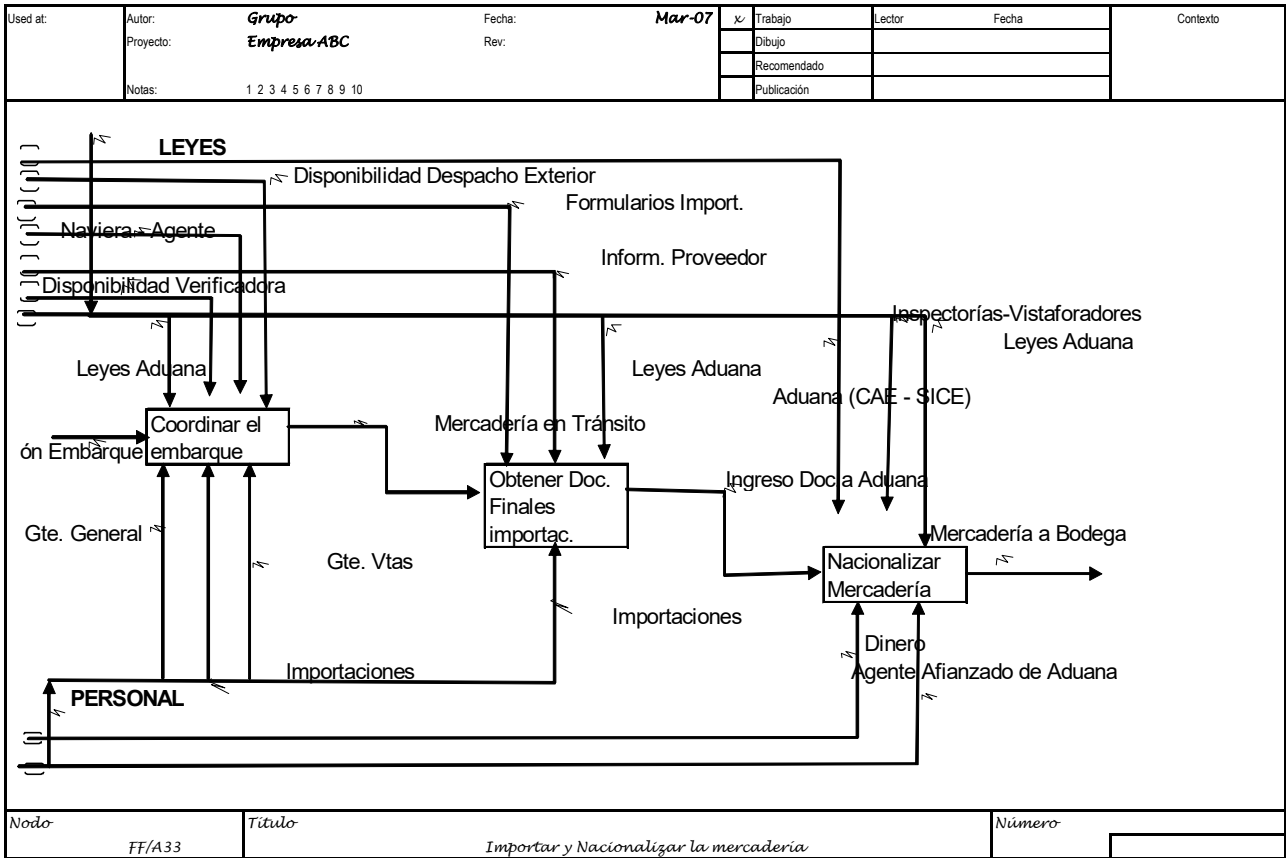 Used at:
Autor: Grupo Fecha: Mar-07 x Trabajo Lector Fecha Contexto
Proyecto: Empresa ABC Rev: Dibujo
Recomendado
Notas: 1 2 3 4 5 6 7 8 9 10 Publicación
LEYES
Disponibilidad Despacho Exterior
Formularios Import.
Naviera - Agente
Inform. Proveedor
Disponibilidad Verificadora
Inspectorías-Vistaforadores
Leyes Aduana
Leyes Aduana
Leyes Aduana
Aduana (CAE - SICE)
Coordinar el
embarque
Mercadería en Tránsito
ón Embarque
Obtener Doc.
Finales
importac.
Ingreso Doc a Aduana
Gte. General
Gte. Vtas
Mercadería a Bodega
Nacionalizar
Mercadería
Importaciones
Dinero
Importaciones
Agente Afianzado de Aduana
PERSONAL
Nodo Título Número
FF/A33 Importar y Nacionalizar la mercadería